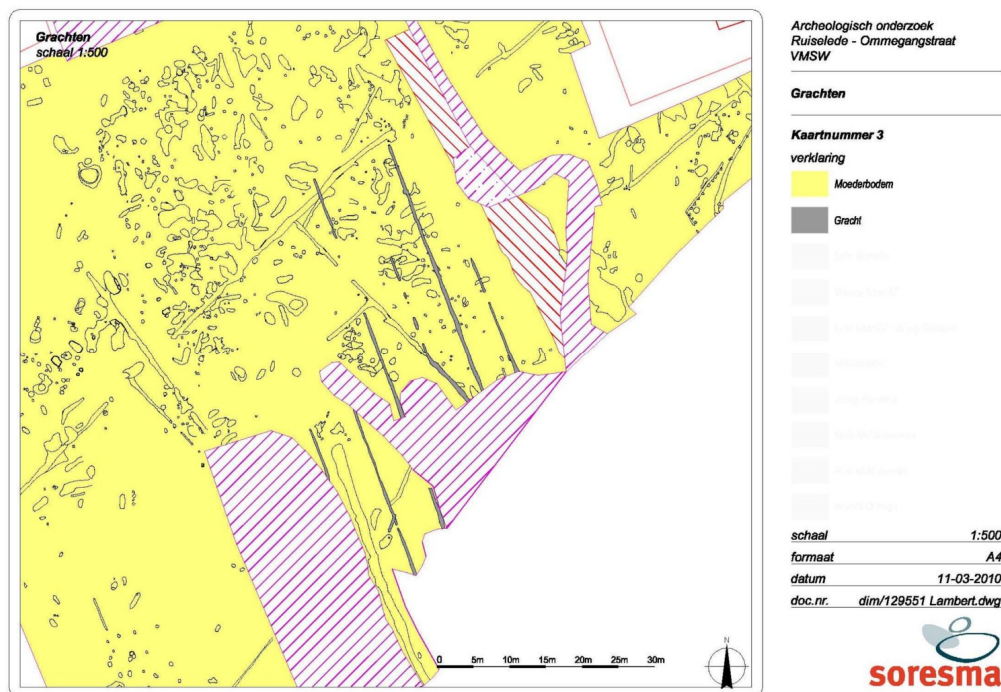 Grachten
schaal 1:500
0 5m 10m 15m 20m 25m 30m
N
Archeologisch onderzoek
Ruiselede - Ommegangstraat
VMSW
Grachten
Kaartnummer 3
verklaring
Moederbodem
Gracht
schaal 1:500
formaat A4
datum 11-03-2010
doc.nr. dim/129551 Lambert.dwg
soresma